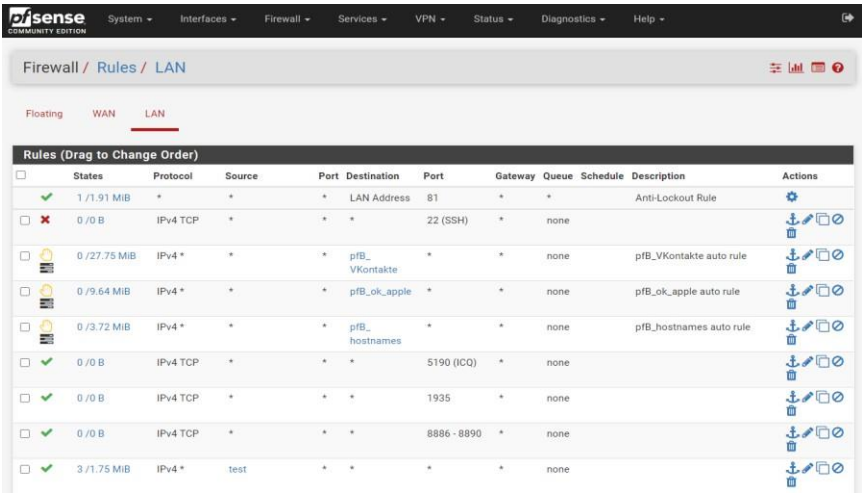 pfsense System Interfaces Firewall Services VPN Status Diagnostics Help
COMMUNITY EDITION
Firewall / Rules / LAN
Floating WAN LAN
Rules (Drag to Change Order)
States Protocol Source Port Destination Port Gateway Queue Schedule Description Actions
1 /1.91 MiB * * * LAN Address 81 * * Anti-Lockout Rule
0 /0 B IPv4 TCP * * * 22 (SSH) * none
0 /27.75 MiB IPv4 * * * pfB_ * * none pfB_VKontakte auto rule
VKontakte
0 /9.64 MiB IPv4 * * * pfB_ok_apple * * none pfB_ok_apple auto rule
0 /3.72 MiB IPv4 * * * pfB_ * * none pfB_hostnames auto rule
hostnames
0 /0 B IPv4 TCP * * * 5190 (ICQ) * none
0 /0 B IPv4 TCP * * * 1935 * none
0 /0 B IPv4 TCP * * * 8886 - 8890 * none
3 /1.75 MiB IPv4 * test * * * * none